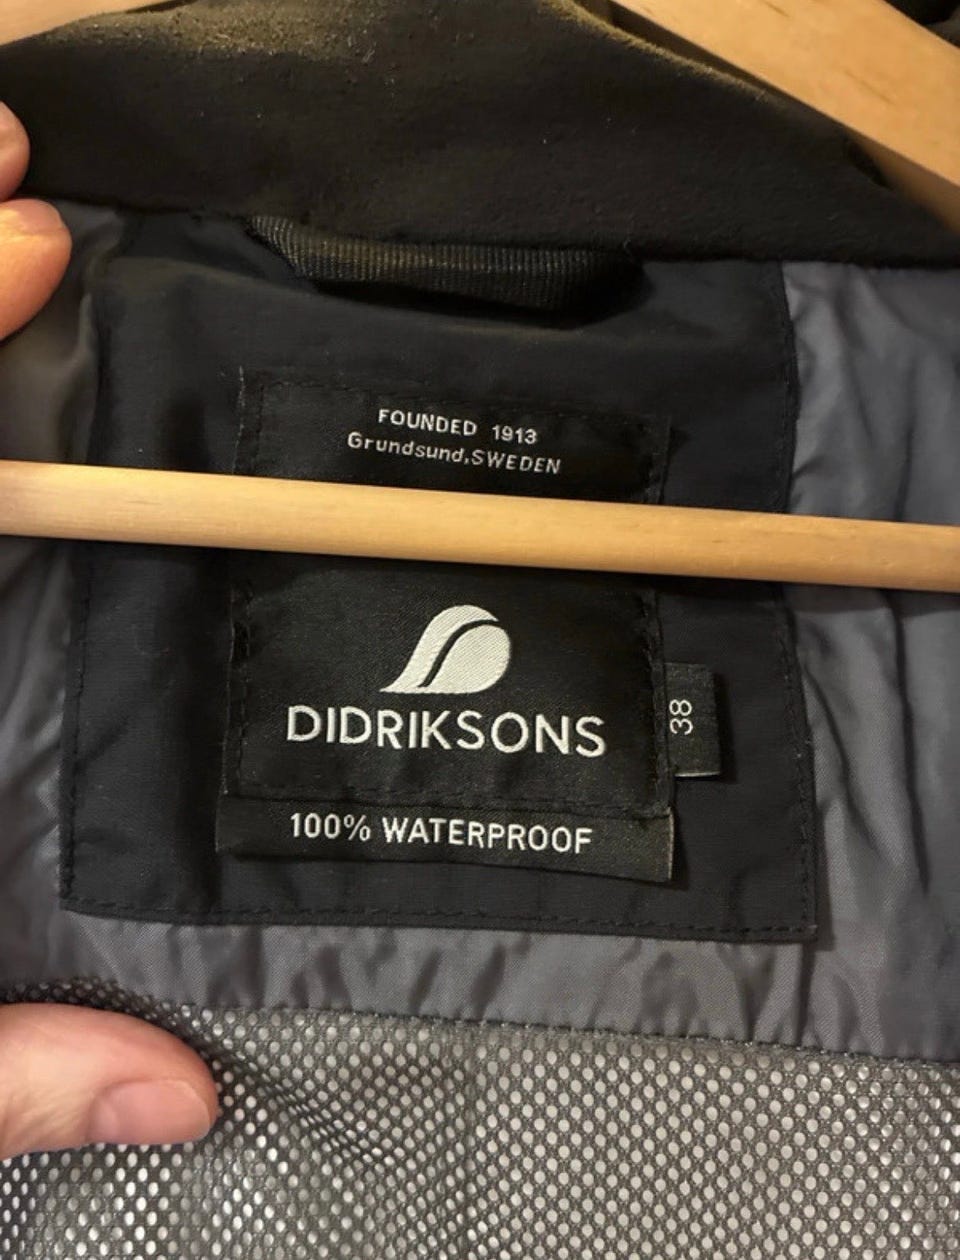 FOUNDED 1913
Grundsund,SWEDEN
DIDRIKSONS
38
100% WATERPROOF